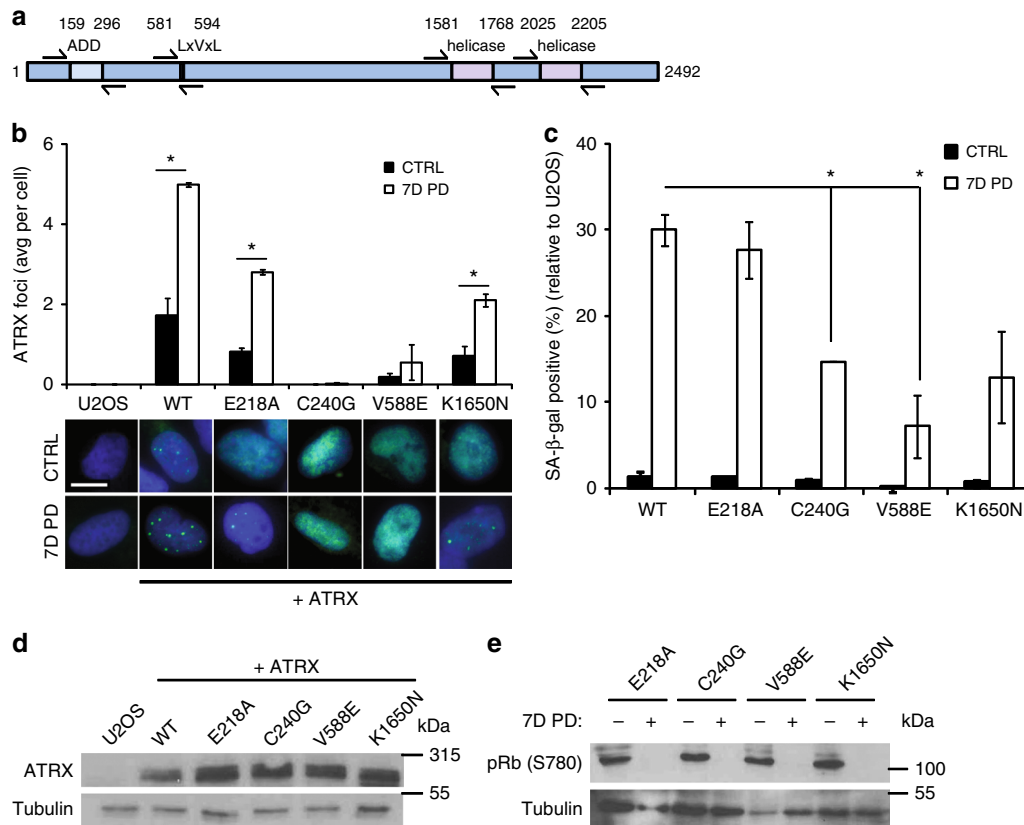 a
159 296 581 594 1581 1768 2025 2205
ADD LxVxL helicase helicase
1 2492
b
ATRX foci (avg per cell)
6
4
2
0
CTRL
7D PD
* * *
U2OS WT E218A C240G V588E K1650N
CTRL
7D PD
+ ATRX
c
SA-β-gal positive (%) (relative to U2OS)
40
30
20
10
0
CTRL
7D PD
* *
WT E218A C240G V588E K1650N
d
+ ATRX
U2OS WT E218A C240G V588E K1650N
kDa
ATRX 315
55
Tubulin
e
E218A C240G V588E K1650N
7D PD: – + – + – + – + kDa
pRb (S780) 100
55
Tubulin